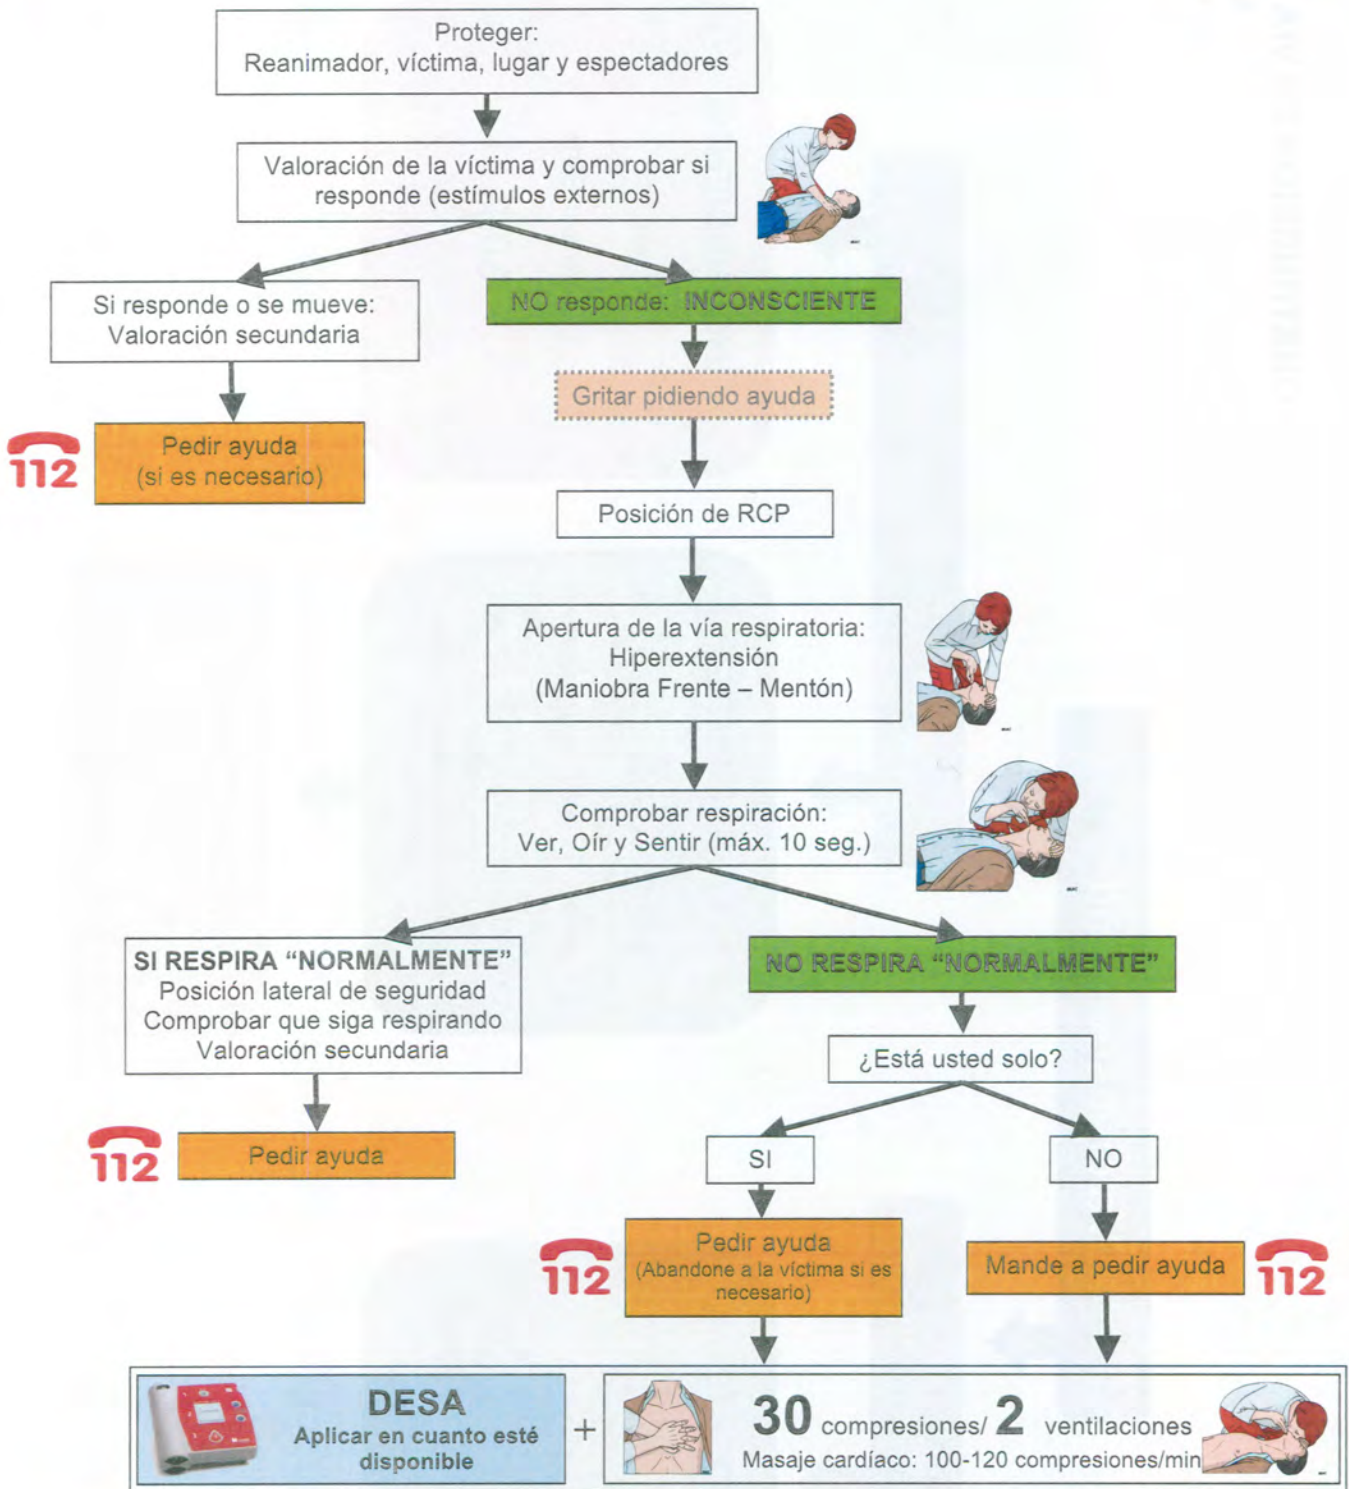 Proteger:
Reanimador, víctima, lugar y espectadores
Valoración de la víctima y comprobar si
responde (estímulos externos)
Si responde o se mueve:
Valoración secundaria
NO responde: INCONSCIENTE
Gritar pidiendo ayuda
112
Pedir ayuda
(si es necesario)
Posición de RCP
Apertura de la vía respiratoria:
Hiperextensión
(Maniobra Frente – Mentón)
Comprobar respiración:
Ver, Oír y Sentir (máx. 10 seg.)
SI RESPIRA “NORMALMENTE”
Posición lateral de seguridad
Comprobar que siga respirando
Valoración secundaria
NO RESPIRA “NORMALMENTE”
¿Está usted solo?
112
Pedir ayuda
SI
NO
112
Pedir ayuda
(Abandone a la víctima si es
necesario)
Mande a pedir ayuda
112
DESA
Aplicar en cuanto esté
disponible
+
30 compresiones/ 2 ventilaciones
Masaje cardíaco: 100-120 compresiones/min